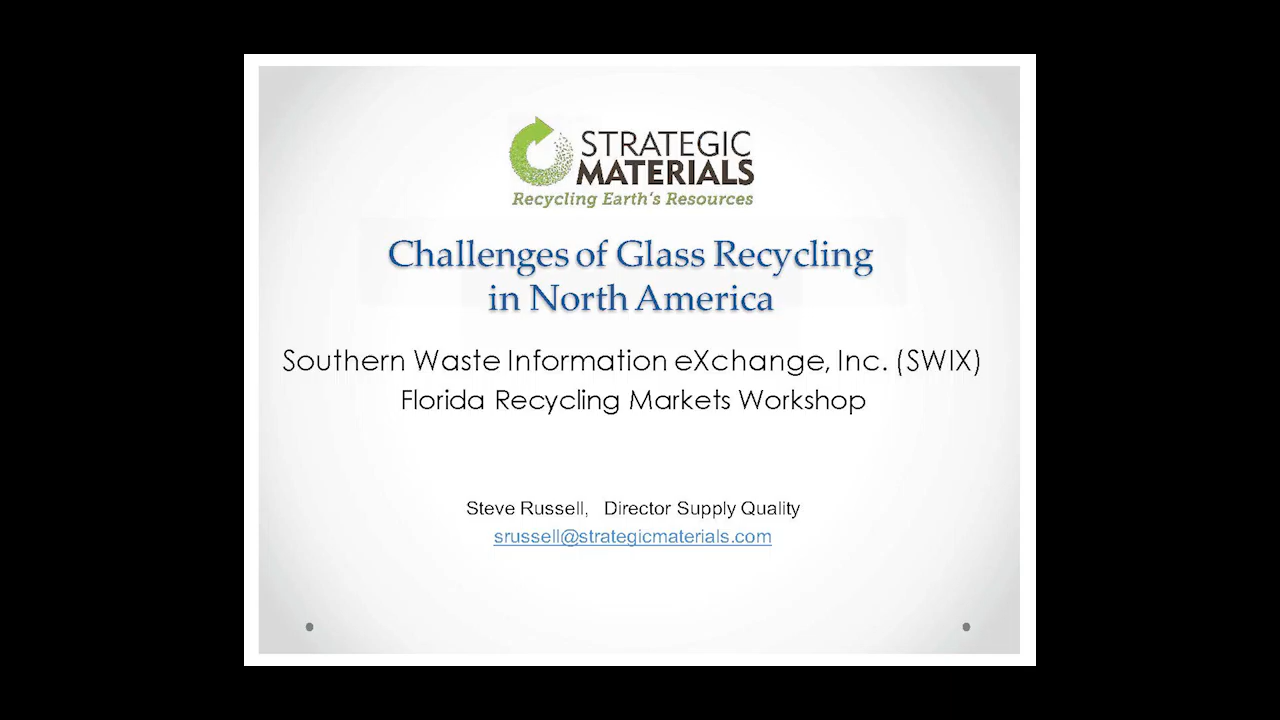 STRATEGIC
MATERIALS
Recycling Earth's Resources
Challenges of Glass Recycling
in North America
Southern Waste Information eXchange, Inc. (SWIX)
Florida Recycling Markets Workshop
Steve Russell, Director Supply Quality
srussell@strategicmaterials.com